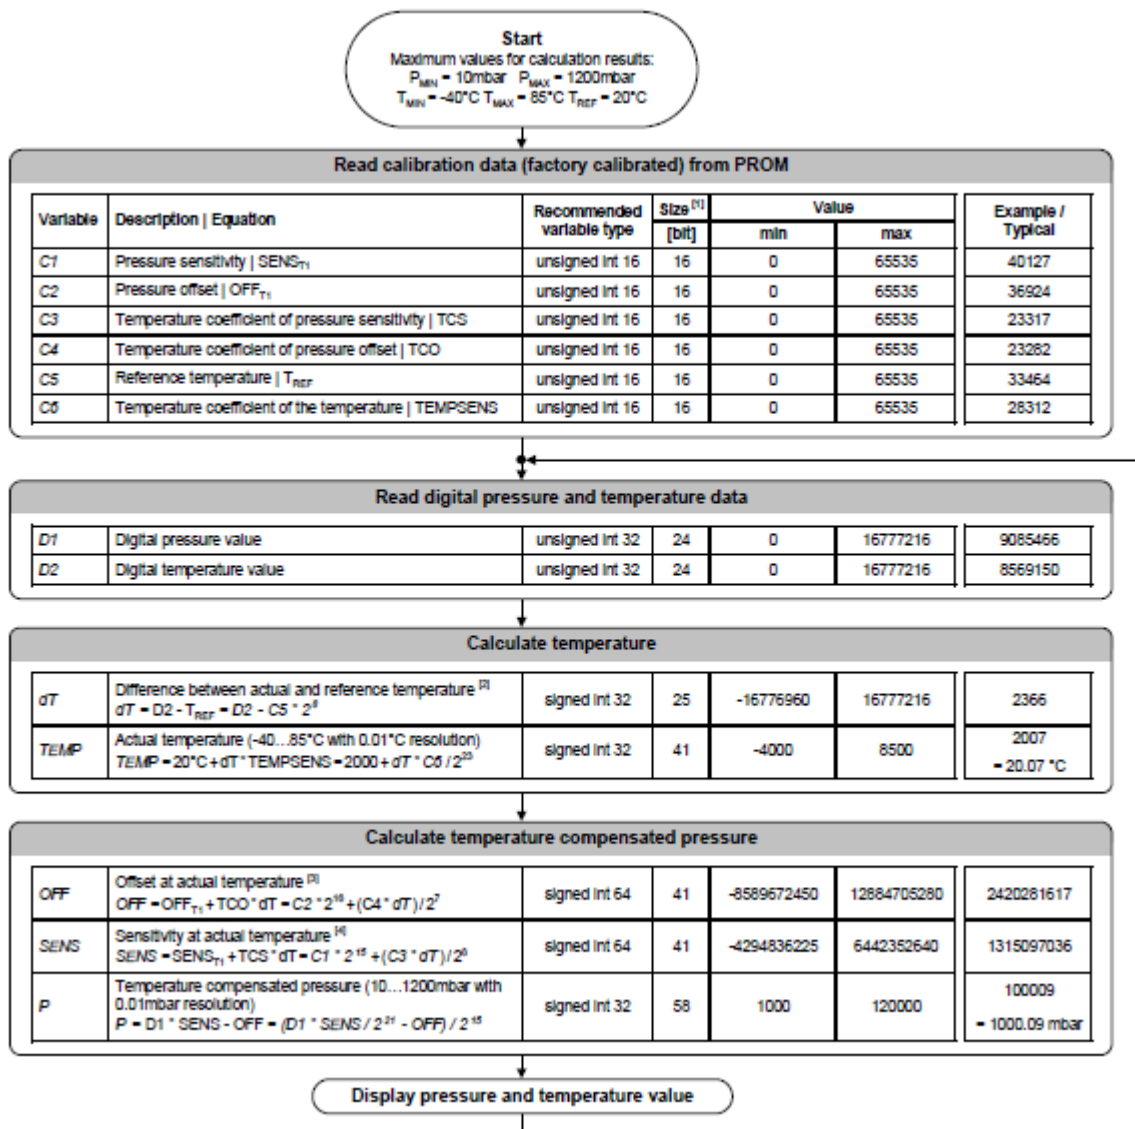 Start
Maximum values for calculation results:
PMIN = 10mbar PMAX = 1200mbar
TMIN = -40°C TMAX = 85°C TREF = 20°C
Read calibration data (factory calibrated) from PROM
Variable Description | Equation Recommended variable type Size [1] [bit] Value min max Example / Typical
C1 Pressure sensitivity | SENST1 unsigned int 16 16 0 65535 40127
C2 Pressure offset | OFFT1 unsigned int 16 16 0 65535 36924
C3 Temperature coefficient of pressure sensitivity | TCS unsigned int 16 16 0 65535 23317
C4 Temperature coefficient of pressure offset | TCO unsigned int 16 16 0 65535 23282
C5 Reference temperature | TREF unsigned int 16 16 0 65535 33464
C6 Temperature coefficient of the temperature | TEMPSENS unsigned int 16 16 0 65535 28312
Read digital pressure and temperature data
D1 Digital pressure value unsigned int 32 24 0 16777216 9085466
D2 Digital temperature value unsigned int 32 24 0 16777216 8569150
Calculate temperature
dT Difference between actual and reference temperature [2] signed int 32 25 -16776960 16777216 2366
dT = D2 - TREF = D2 - C5 * 2^8
TEMP Actual temperature (-40…85°C with 0.01°C resolution) signed int 32 41 -4000 8500 2007
TEMP = 20°C + dT * TEMPSENS = 2000 + dT * C6 / 2^23 = 20.07 °C
Calculate temperature compensated pressure
OFF Offset at actual temperature [3] signed int 64 41 -8589672450 12884705280 2420281617
OFF = OFFT1 + TCO * dT = C2 * 2^16 + (C4 * dT) / 2^7
SENS Sensitivity at actual temperature [4] signed int 64 41 -4294836225 6442352640 1315097036
SENS = SENST1 + TCS * dT = C1 * 2^15 + (C3 * dT) / 2^8
P Temperature compensated pressure (10…1200mbar with signed int 32 58 1000 120000 100009
0.01mbar resolution)
P = D1 * SENS - OFF = (D1 * SENS / 2^21 - OFF) / 2^15 = 1000.09 mbar
Display pressure and temperature value